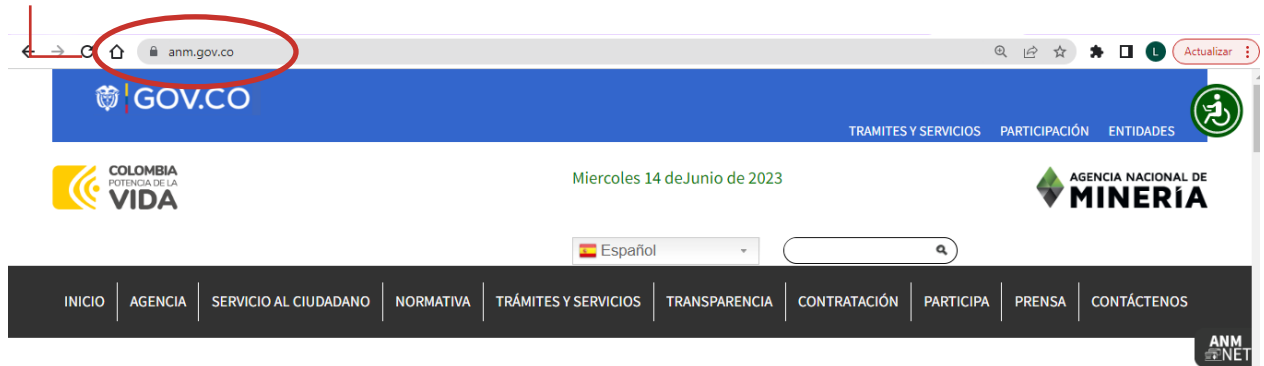 anm.gov.co
L
Actualizar
GOV.CO
TRAMITES Y SERVICIOS PARTICIPACIÓN ENTIDADES
COLOMBIA
POTENCIA DE LA
VIDA
Miercoles 14 deJunio de 2023
AGENCIA NACIONAL DE
MINERÍA
Español
INICIO AGENCIA SERVICIO AL CIUDADANO NORMATIVA TRÁMITES Y SERVICIOS TRANSPARENCIA CONTRATACIÓN PARTICIPA PRENSA CONTÁCTENOS
ANM
NET